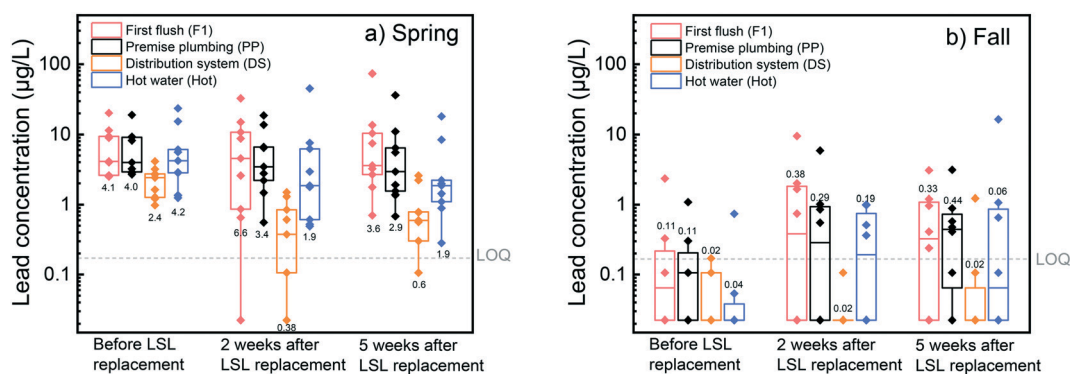 a) Spring
First flush (F1)
Premise plumbing (PP)
Distribution system (DS)
Hot water (Hot)
Lead concentration (µg/L)
100
10
1
0.1
4.1
4.0
2.4
4.2
6.6
3.4
0.38
1.9
3.6
2.9
0.6
1.9
LOQ
Before LSL
replacement
2 weeks after
LSL replacement
5 weeks after
LSL replacement
b) Fall
First flush (F1)
Premise plumbing (PP)
Distribution system (DS)
Hot water (Hot)
Lead concentration (µg/L)
100
10
1
0.1
0.11
0.11
0.02
0.04
0.38
0.29
0.02
0.19
0.33
0.44
0.02
0.06
LOQ
Before LSL
replacement
2 weeks after
LSL replacement
5 weeks after
LSL replacement